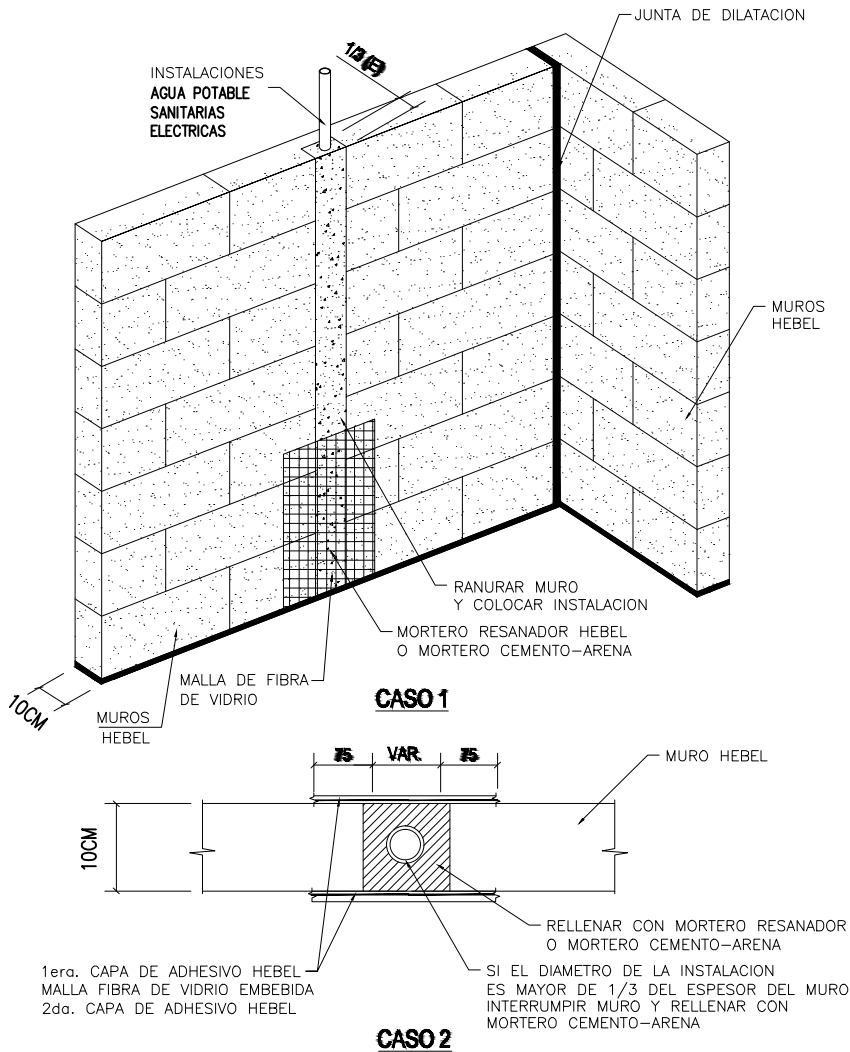 JUNTA DE DILATACION
1/3 (E)
INSTALACIONES
AGUA POTABLE
SANITARIAS
ELECTRICAS
MUROS
HEBEL
RANURAR MURO
Y COLOCAR INSTALACION
MORTERO RESANADOR HEBEL
O MORTERO CEMENTO-ARENA
MALLA DE FIBRA
DE VIDRIO
10CM
MUROS
HEBEL
CASO 1
75 VAR. 75
MURO HEBEL
10CM
RELLENAR CON MORTERO RESANADOR
O MORTERO CEMENTO-ARENA
1era. CAPA DE ADHESIVO HEBEL
MALLA FIBRA DE VIDRIO EMBEBIDA
2da. CAPA DE ADHESIVO HEBEL
SI EL DIAMETRO DE LA INSTALACION
ES MAYOR DE 1/3 DEL ESPESOR DEL MURO
INTERRUMPIR MURO Y RELLENAR CON
MORTERO CEMENTO-ARENA
CASO 2